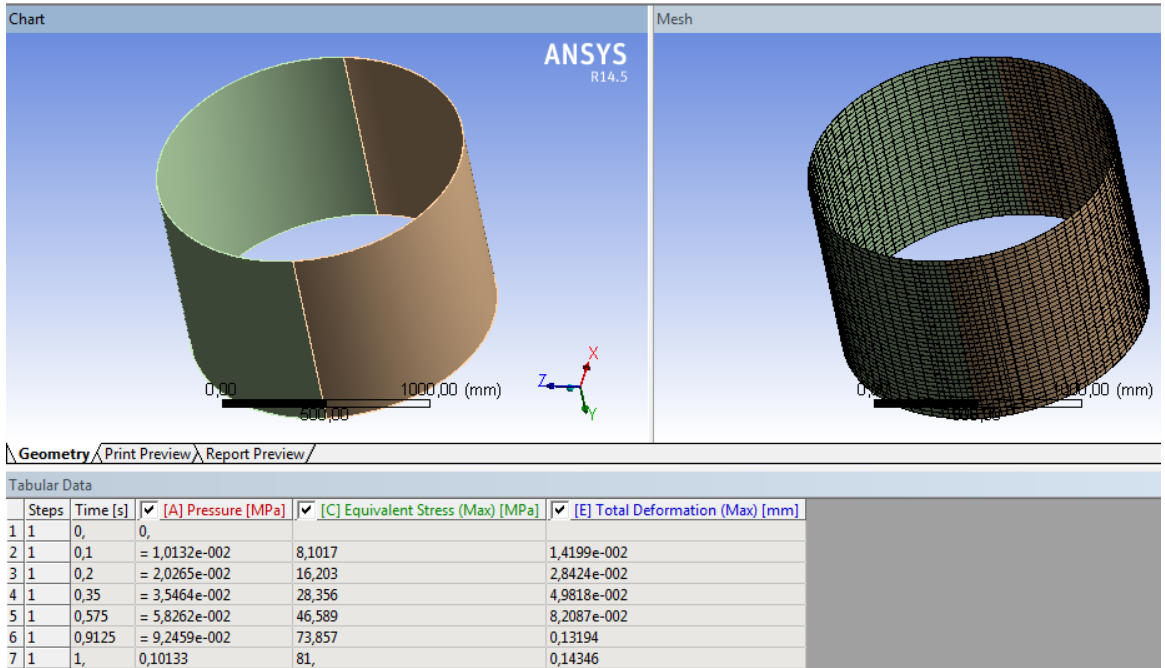 Chart
Mesh
ANSYS
R14.5
X
Z
Y
0,00 1000,00 (mm)
500,00
1000,00 (mm)
Geometry Print Preview Report Preview
Tabular Data
Steps Time [s] [A] Pressure [MPa] [C] Equivalent Stress (Max) [MPa] [E] Total Deformation (Max) [mm]
1 1 0, 0,
2 1 0,1 = 1,0132e-002 8,1017 1,4199e-002
3 1 0,2 = 2,0265e-002 16,203 2,8424e-002
4 1 0,35 = 3,5464e-002 28,356 4,9818e-002
5 1 0,575 = 5,8262e-002 46,589 8,2087e-002
6 1 0,9125 = 9,2459e-002 73,857 0,13194
7 1 1, 0,10133 81, 0,14346